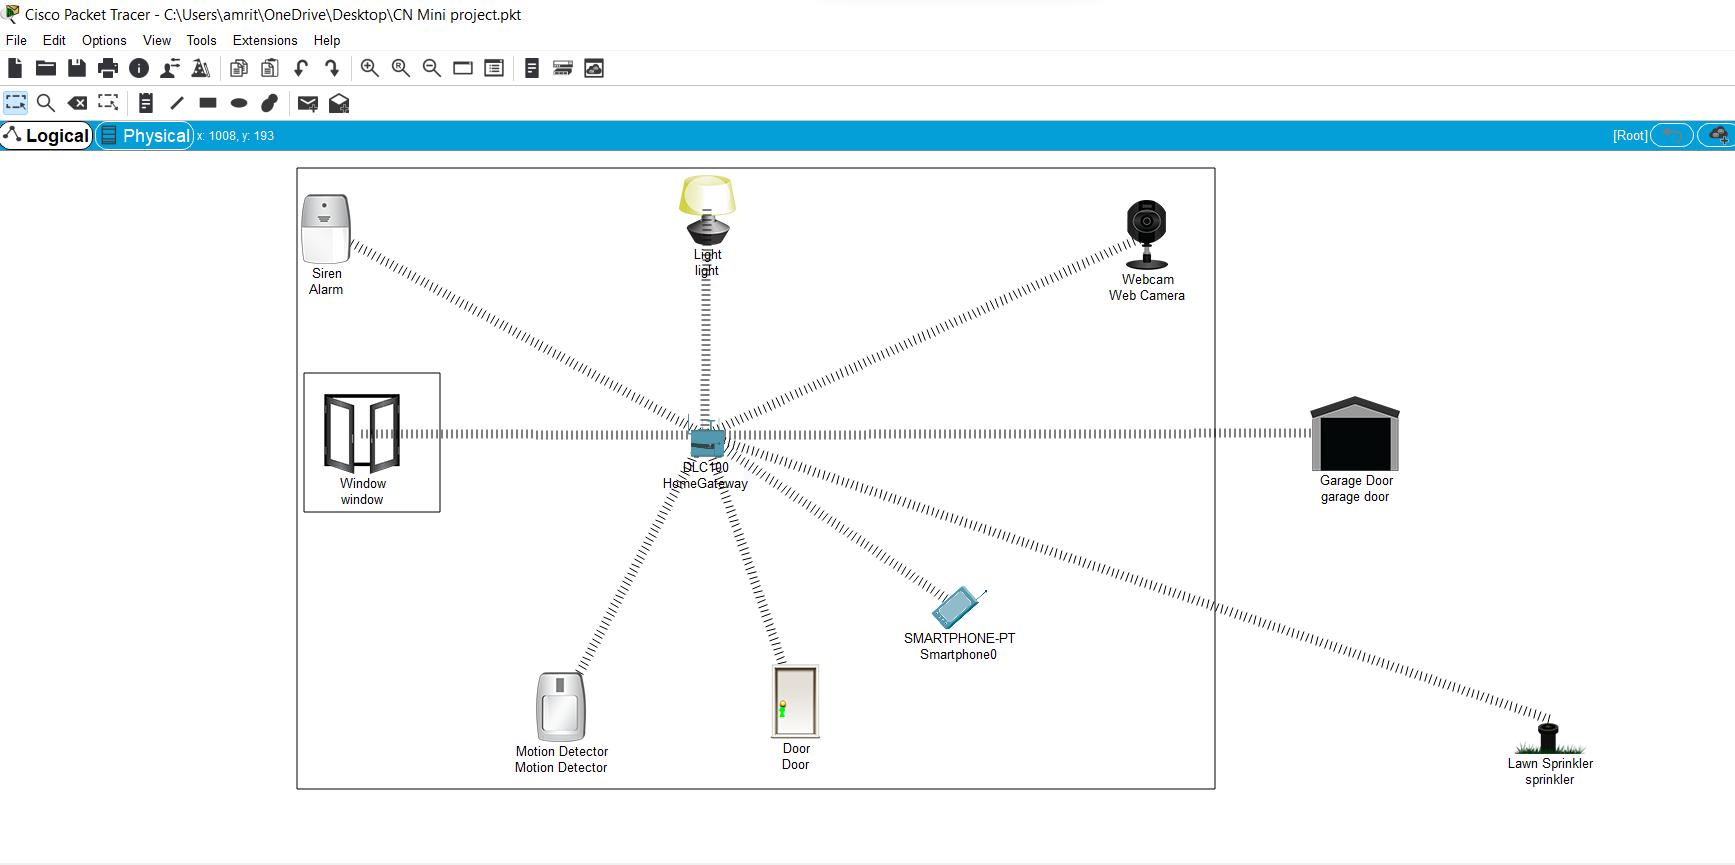 Cisco Packet Tracer - C:\Users\amrit\OneDrive\Desktop\CN Mini project.pkt
File Edit Options View Tools Extensions Help
Logical Physical x: 1008, y: 193 [Root]
Siren
Alarm
Light
light
Webcam
Web Camera
Window
window
DLC100
HomeGateway
Garage Door
garage door
SMARTPHONE-PT
Smartphone0
Motion Detector
Motion Detector
Door
Door
Lawn Sprinkler
sprinkler